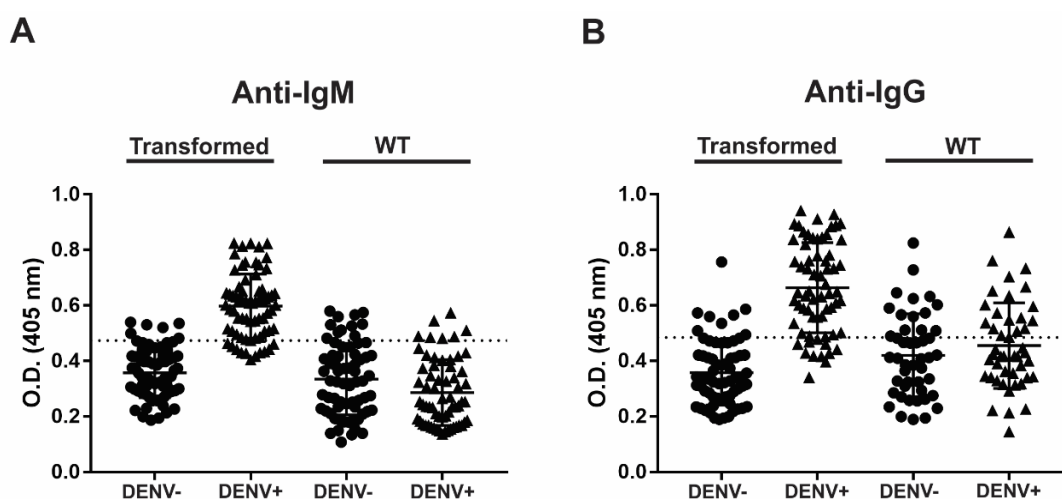 A
Anti-IgM
Transformed WT
1.0
0.8
0.6
0.4
0.2
0.0
O.D. (405 nm)
DENV- DENV+ DENV- DENV+
B
Anti-IgG
Transformed WT
1.0
0.8
0.6
0.4
0.2
0.0
O.D. (405 nm)
DENV- DENV+ DENV- DENV+